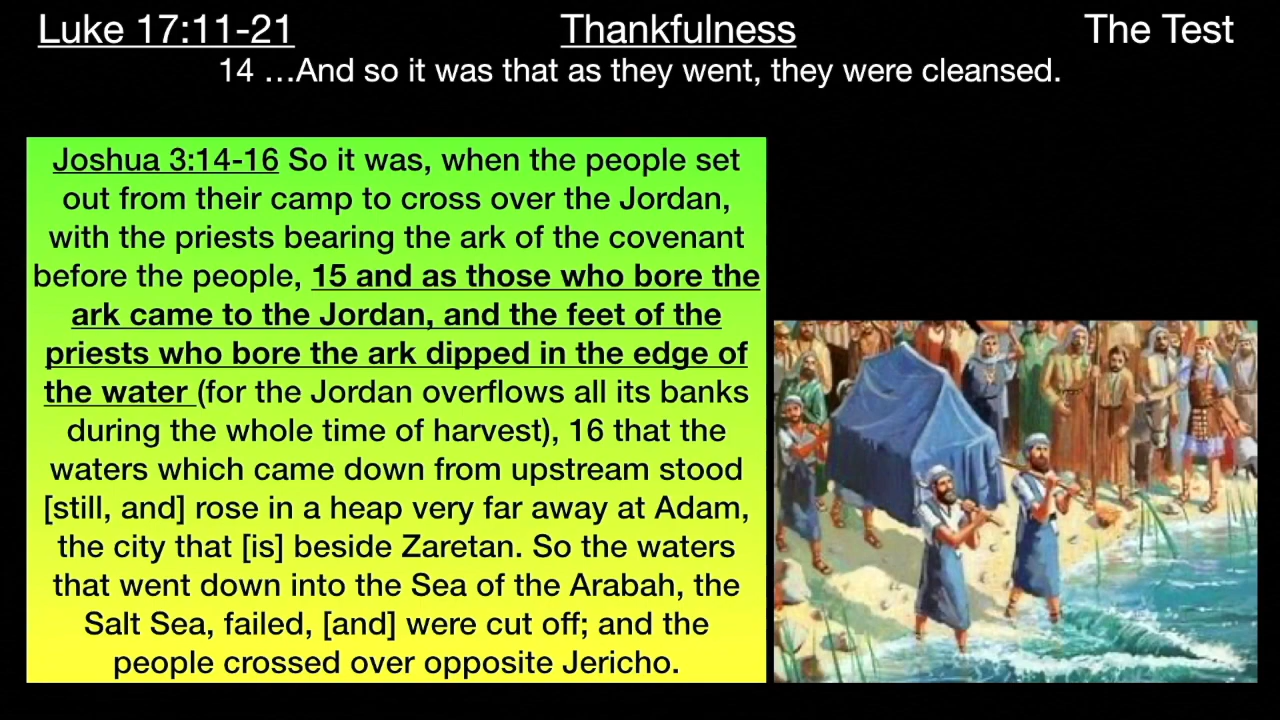 Luke 17:11-21 Thankfulness The Test
14 …And so it was that as they went, they were cleansed.
Joshua 3:14-16 So it was, when the people set
out from their camp to cross over the Jordan,
with the priests bearing the ark of the covenant
before the people, 15 and as those who bore the
ark came to the Jordan, and the feet of the
priests who bore the ark dipped in the edge of
the water (for the Jordan overflows all its banks
during the whole time of harvest), 16 that the
waters which came down from upstream stood
[still, and] rose in a heap very far away at Adam,
the city that [is] beside Zaretan. So the waters
that went down into the Sea of the Arabah, the
Salt Sea, failed, [and] were cut off; and the
people crossed over opposite Jericho.